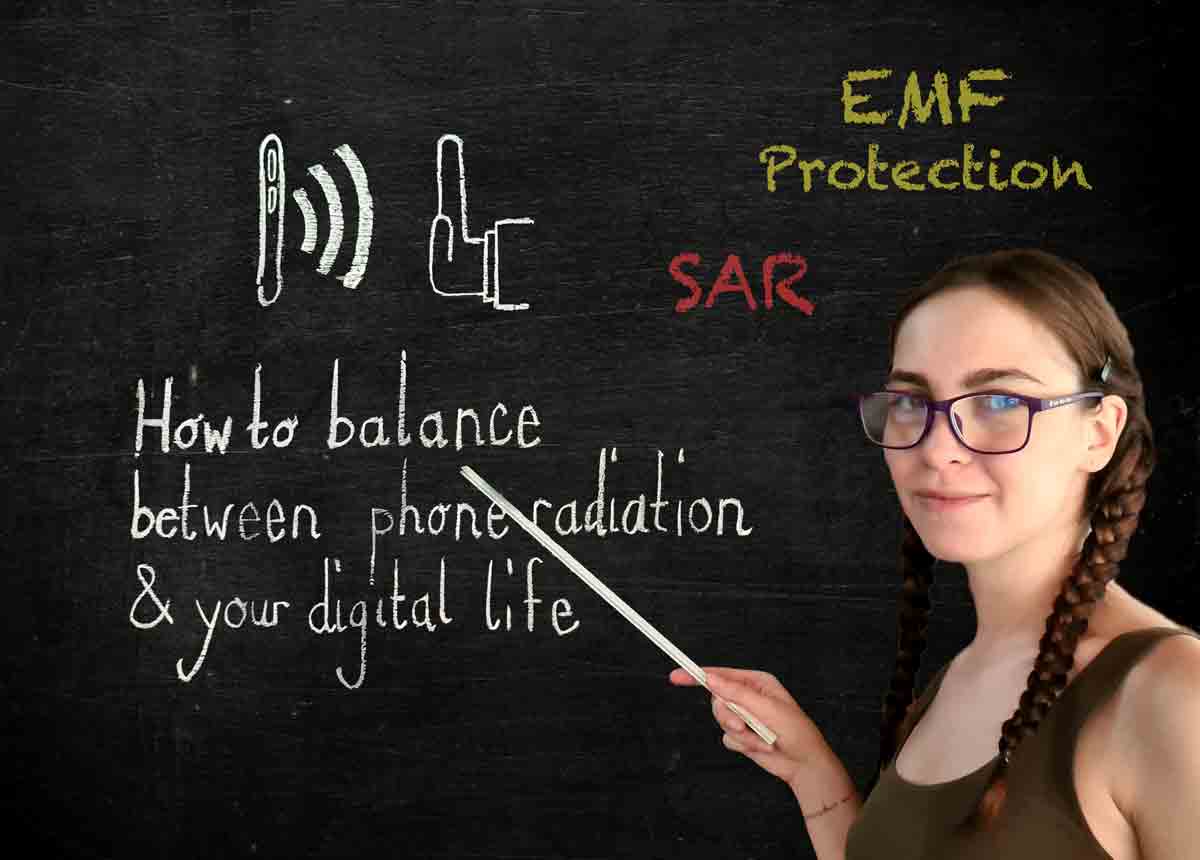 EMF
Protection
SAR
How to balance
between phone radiation
& your digital life